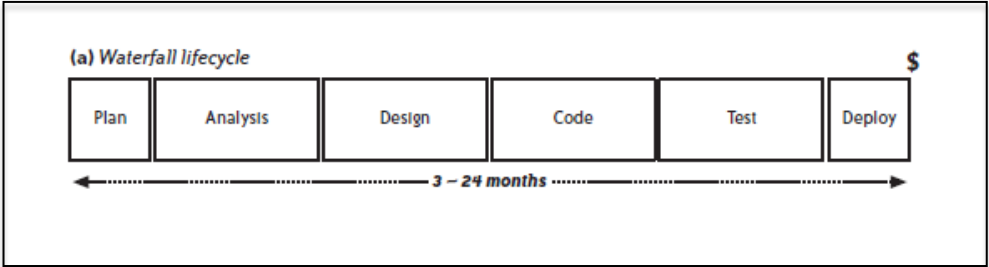 (a) Waterfall lifecycle
$
Plan
Analysis
Design
Code
Test
Deploy
3 – 24 months